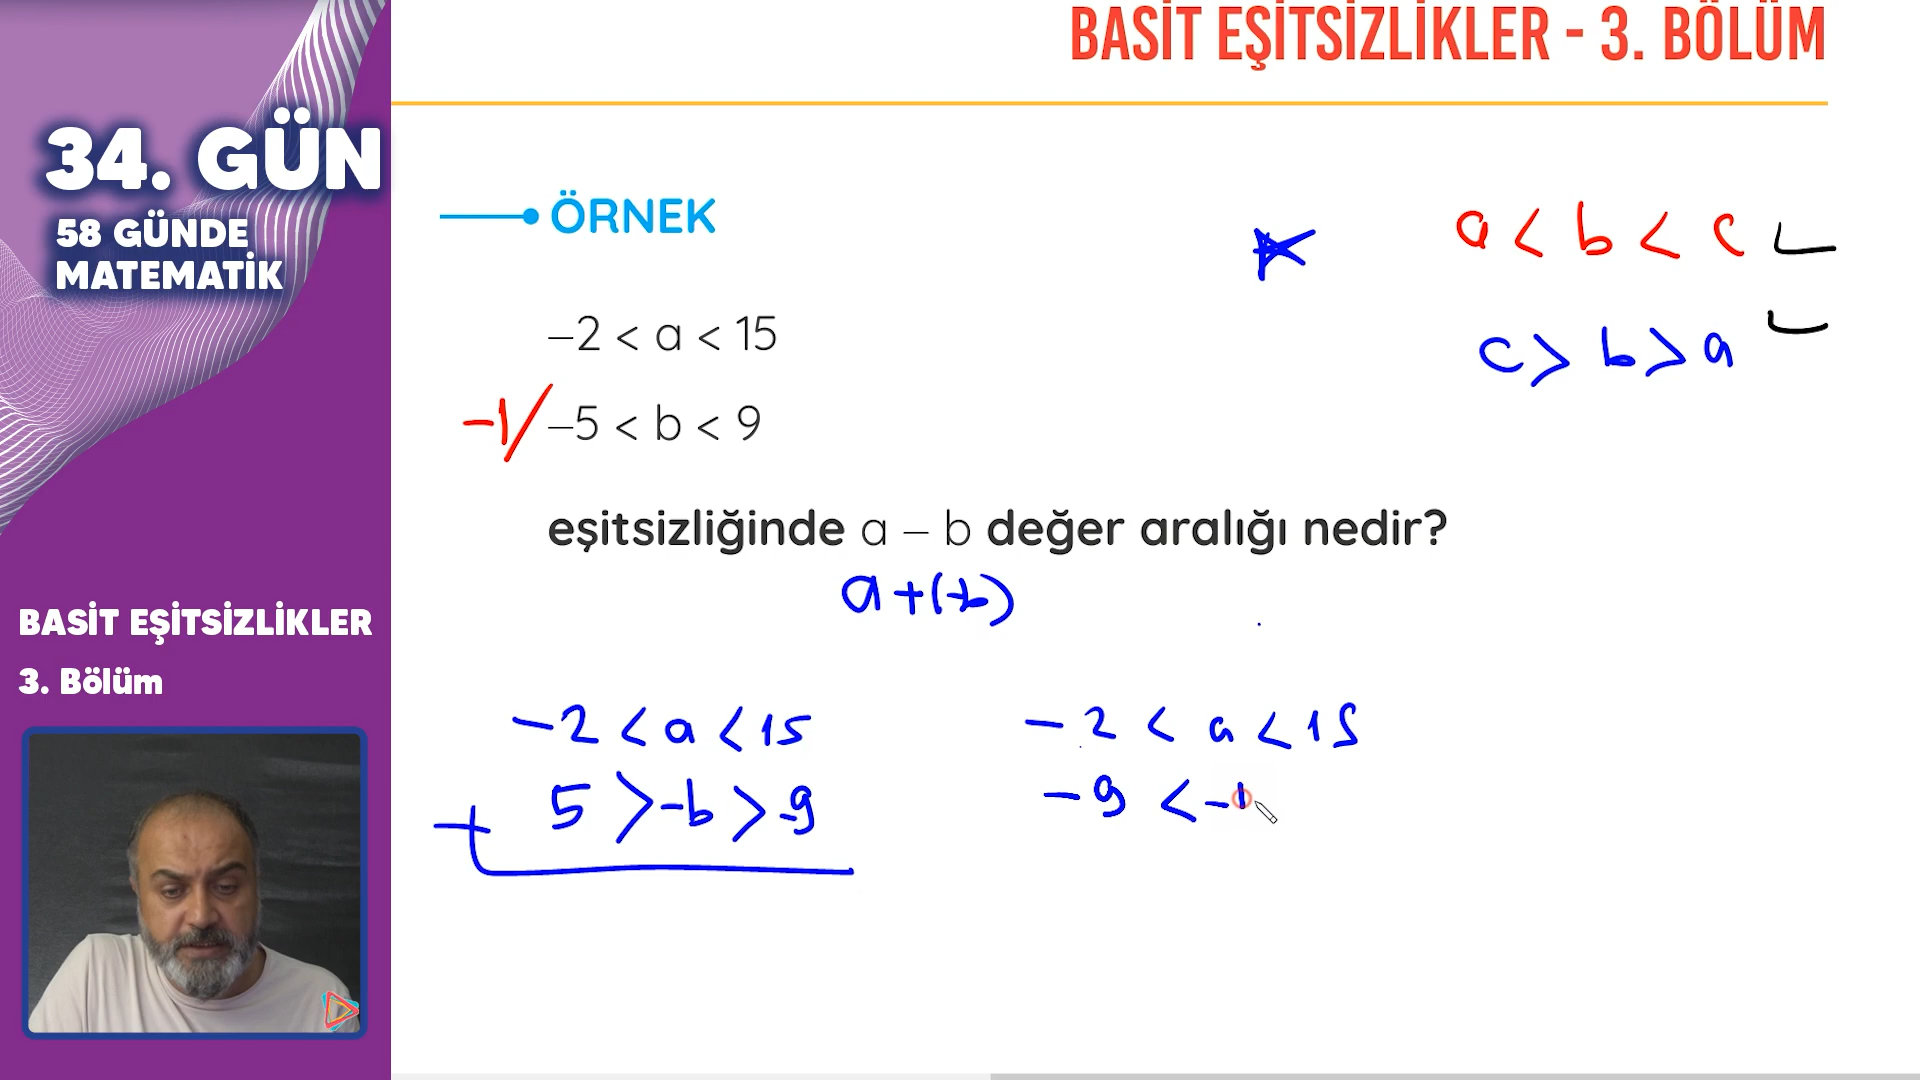 BASİT EŞİTSİZLİKLER - 3. BÖLÜM
34. GÜN
58 GÜNDE
MATEMATİK
ÖRNEK
a < b < c
–2 < a < 15
c > b > a
-1/ –5 < b < 9
eşitsizliğinde a – b değer aralığı nedir?
a+(-b)
BASİT EŞİTSİZLİKLER
3. Bölüm
-2 < a < 15
5 > -b > -9
+
-2 < a < 15
-9 < -